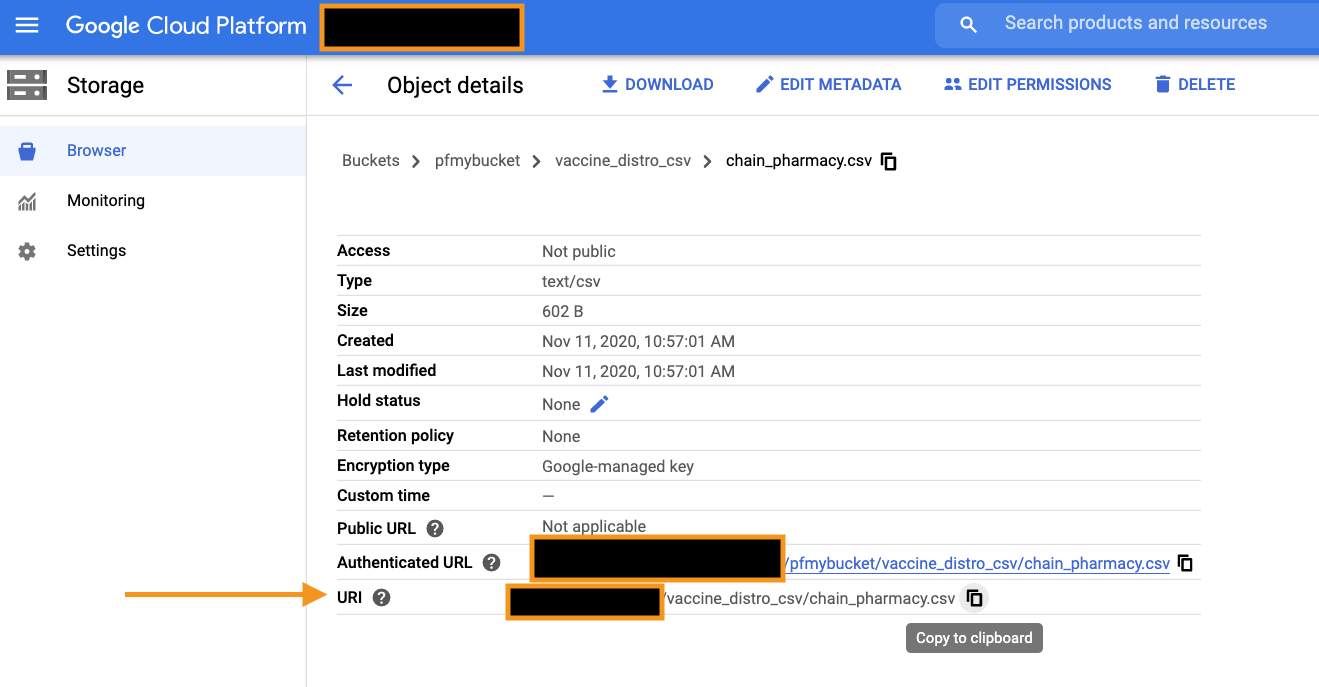 Google Cloud Platform
Search products and resources
Storage
Object details
DOWNLOAD
EDIT METADATA
EDIT PERMISSIONS
DELETE
Browser
Monitoring
Settings
Buckets > pfmybucket > vaccine_distro_csv > chain_pharmacy.csv
Access Not public
Type text/csv
Size 602 B
Created Nov 11, 2020, 10:57:01 AM
Last modified Nov 11, 2020, 10:57:01 AM
Hold status None
Retention policy None
Encryption type Google-managed key
Custom time —
Public URL ? Not applicable
Authenticated URL ? /pfmybucket/vaccine_distro_csv/chain_pharmacy.csv
URI ? /vaccine_distro_csv/chain_pharmacy.csv
Copy to clipboard